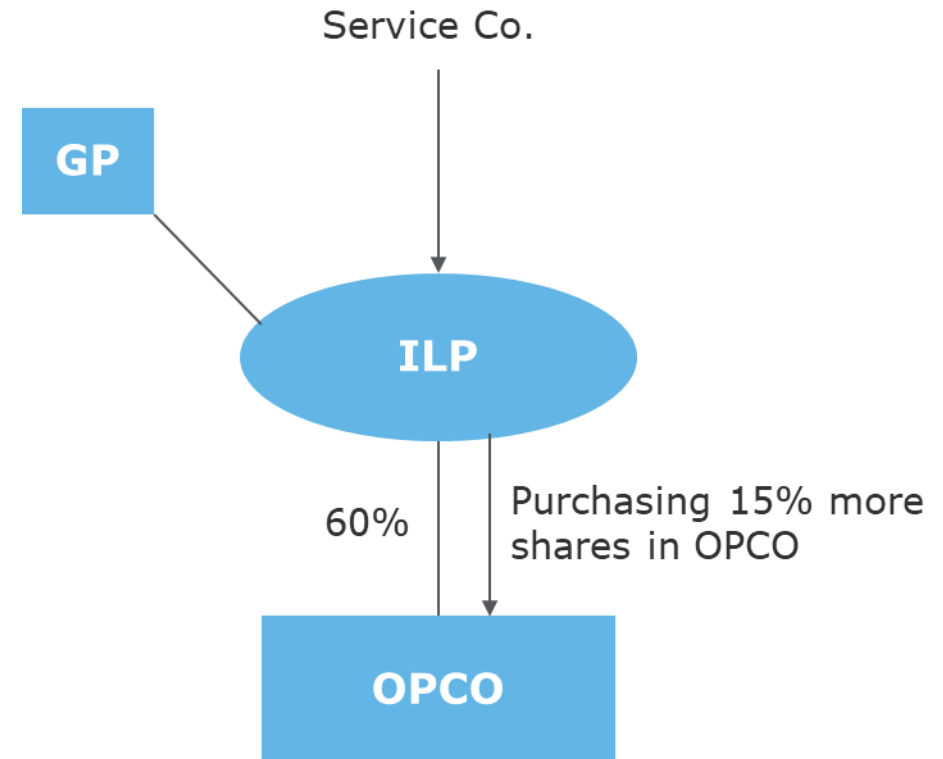 Service Co.
GP
ILP
60%
Purchasing 15% more
shares in OPCO
OPCO